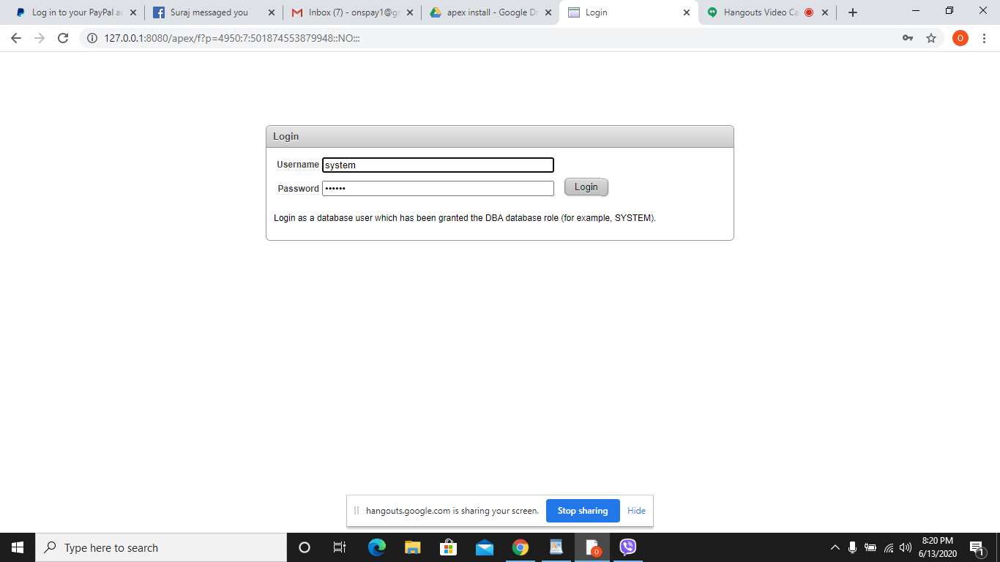 Log in to your PayPal ac
Suraj messaged you
Inbox (7) - onspay1@gm
apex install - Google Dr
Login
Hangouts Video Ca
127.0.0.1:8080/apex/f?p=4950:7:501874553879948::NO:::
O
Login
Username system
Password ••••••
Login
Login as a database user which has been granted the DBA database role (for example, SYSTEM).
hangouts.google.com is sharing your screen.
Stop sharing
Hide
Type here to search
O
8:20 PM
6/13/2020
1